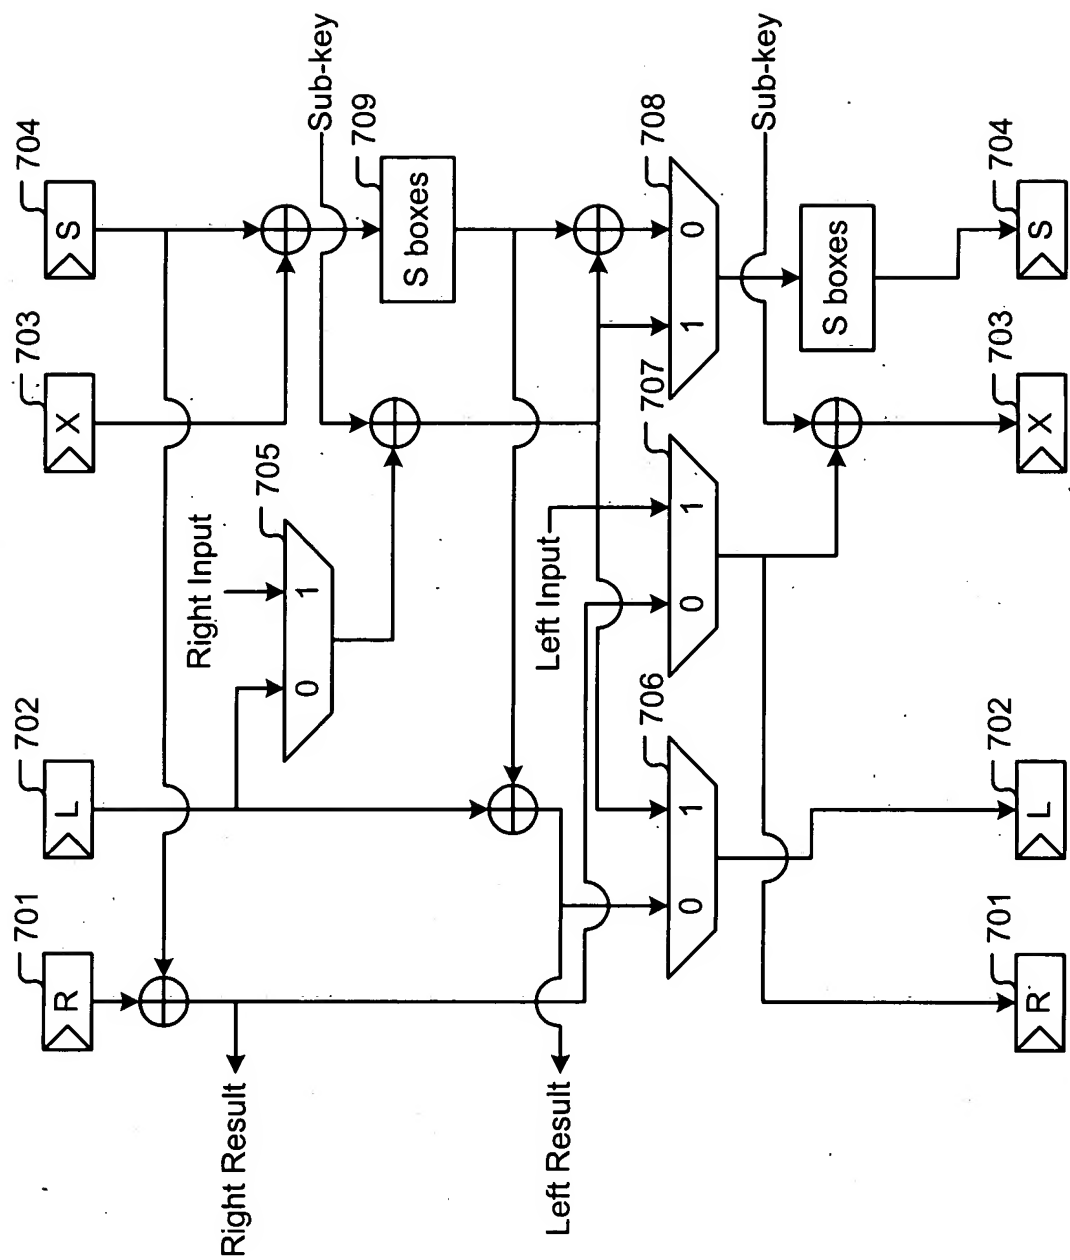 701
702
703
704
R
L
X
S
Right Input
Right Result
705
0
1
Sub-key
709
S boxes
Left Input
Left Result
706
707
708
0
1
0
1
1
0
Sub-key
S boxes
701
702
703
704
R
L
X
S